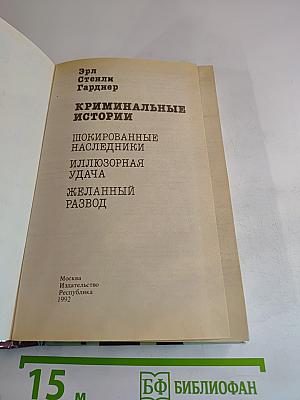 Эрл
Стенли
Гарднер
КРИМИНАЛЬНЫЕ
ИСТОРИИ
ШОКИРОВАННЫЕ
НАСЛЕДНИКИ
ИЛЛЮЗОРНАЯ
УДАЧА
ЖЕЛАННЫЙ
РАЗВОД
Москва
Издательство
Республика
1992
15 м
БФ БИБЛИОФАН